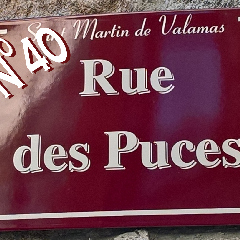 Saint Martin de Valamas
N°40
Rue
des Puces